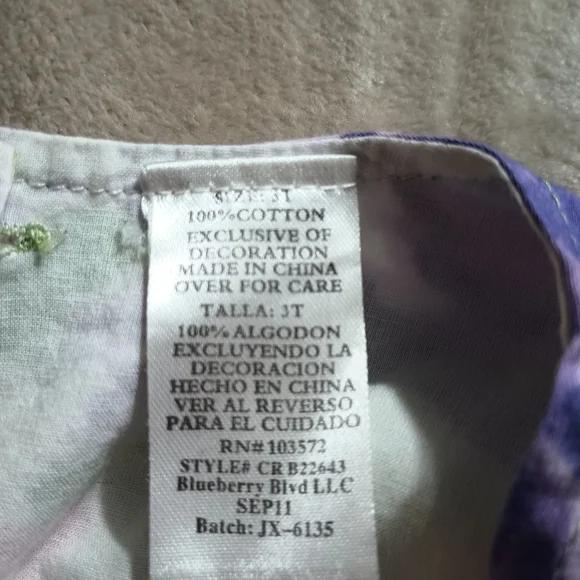 SIZE: 3T
100%COTTON
EXCLUSIVE OF
DECORATION
MADE IN CHINA
OVER FOR CARE
TALLA: 3T
100% ALGODON
EXCLUYENDO LA
DECORACION
HECHO EN CHINA
VER AL REVERSO
PARA EL CUIDADO
RN# 103572
STYLE# CR B22643
Blueberry Blvd LLC
SEP11
Batch: JX-6135